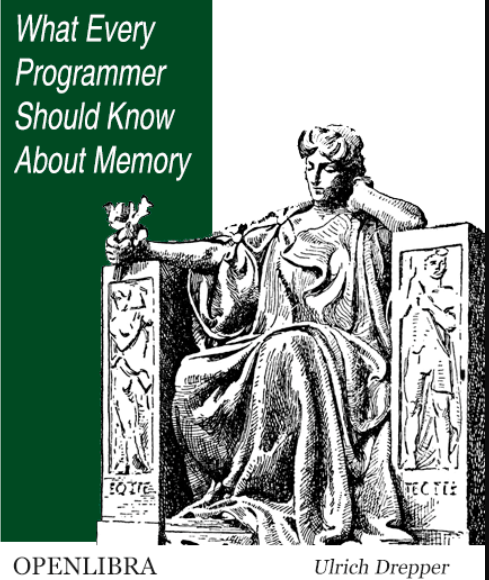 What Every
Programmer
Should Know
About Memory
OPENLIBRA
Ulrich Drepper